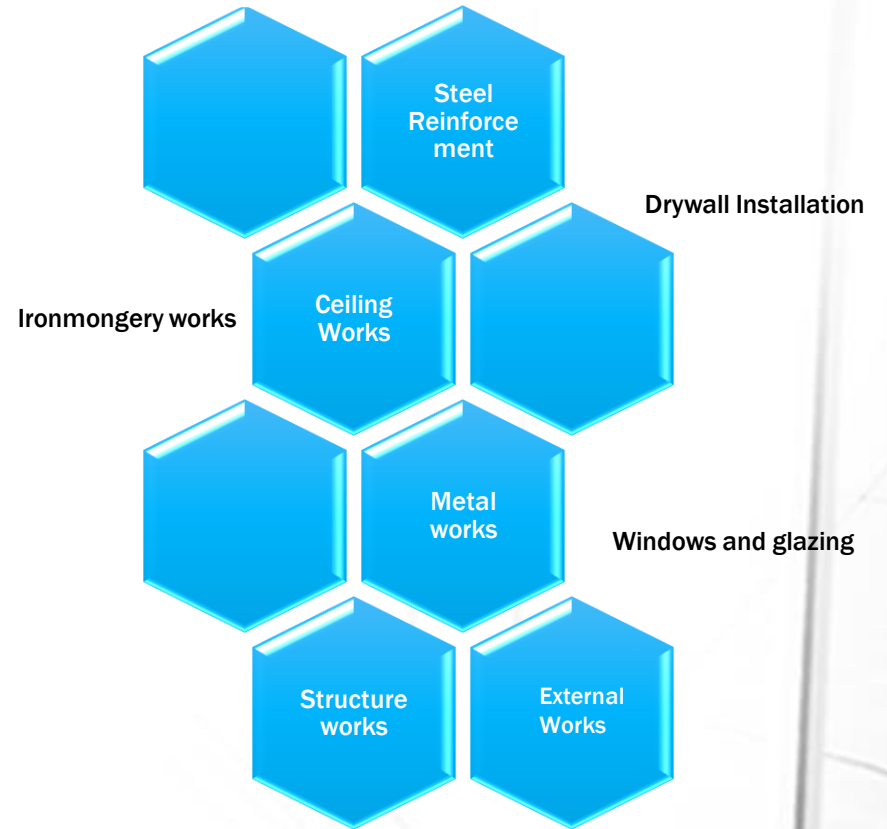 Steel
Reinforce
ment
Drywall Installation
Ironmongery works
Ceiling
Works
Metal
works
Windows and glazing
Structure
works
External
Works